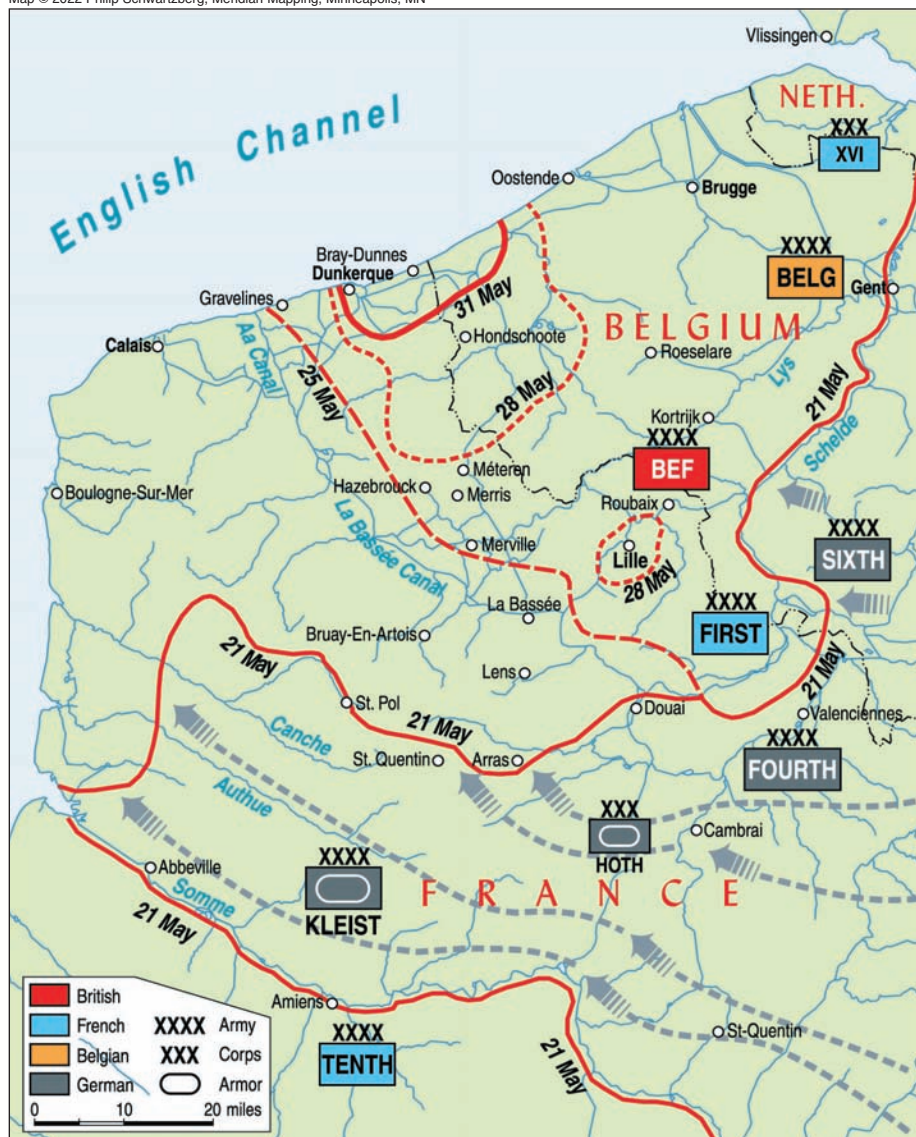 Map © 2022 Philip Schwartzberg, Meridian Mapping, Minneapolis, MN
Vlissingen
NETH.
XXX
XVI
English Channel
Oostende
Brugge
Bray-Dunnes
Dunkerque
XXXX
BELG
Gent
Gravelines
31 May
BELGIUM
Calais
Aa Canal
Hondschoote
Roeselare
Lys
25 May
28 May
21 May
Kortrijk
Schelde
XXXX
BEF
Méteren
Boulogne-Sur-Mer
Hazebrouck
Merris
Roubaix
La Bassée Canal
Merville
Lille
XXXX
SIXTH
28 May
La Bassée
XXXX
FIRST
Bruay-En-Artois
21 May
Lens
21 May
St. Pol
Douai
Valenciennes
21 May
Canche
St. Quentin
Arras
XXXX
FOURTH
Authue
XXX
HOTH
Cambrai
Abbeville
XXXX
KLEIST
FRANCE
Somme
21 May
Amiens
XXXX
TENTH
St-Quentin
21 May
British
French
XXXX Army
Belgian
XXX Corps
German
Armor
0 10 20 miles